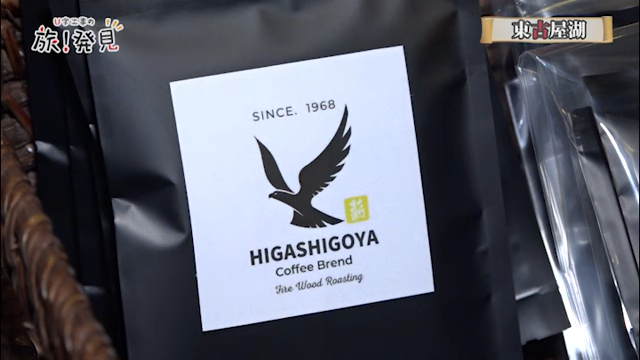 旅!発見
東古屋湖
SINCE. 1968
HIGASHIGOYA
Coffee Brend
Fire Wood Roasting